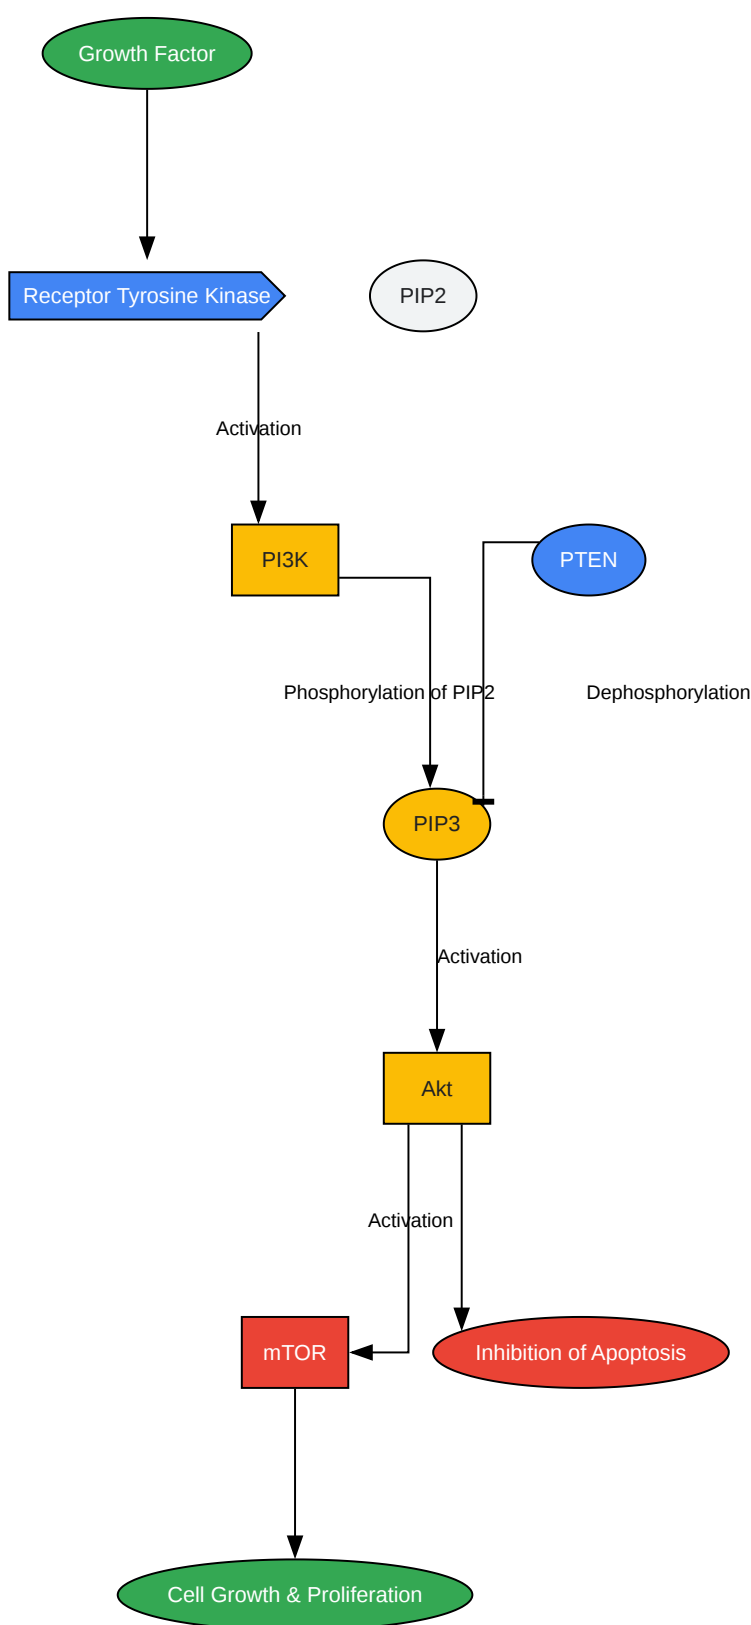 Growth Factor
Receptor Tyrosine Kinase
PIP2
Activation
PI3K
PTEN
Phosphorylation of PIP2
Dephosphorylation
PIP3
Activation
Akt
Activation
mTOR
Inhibition of Apoptosis
Cell Growth & Proliferation